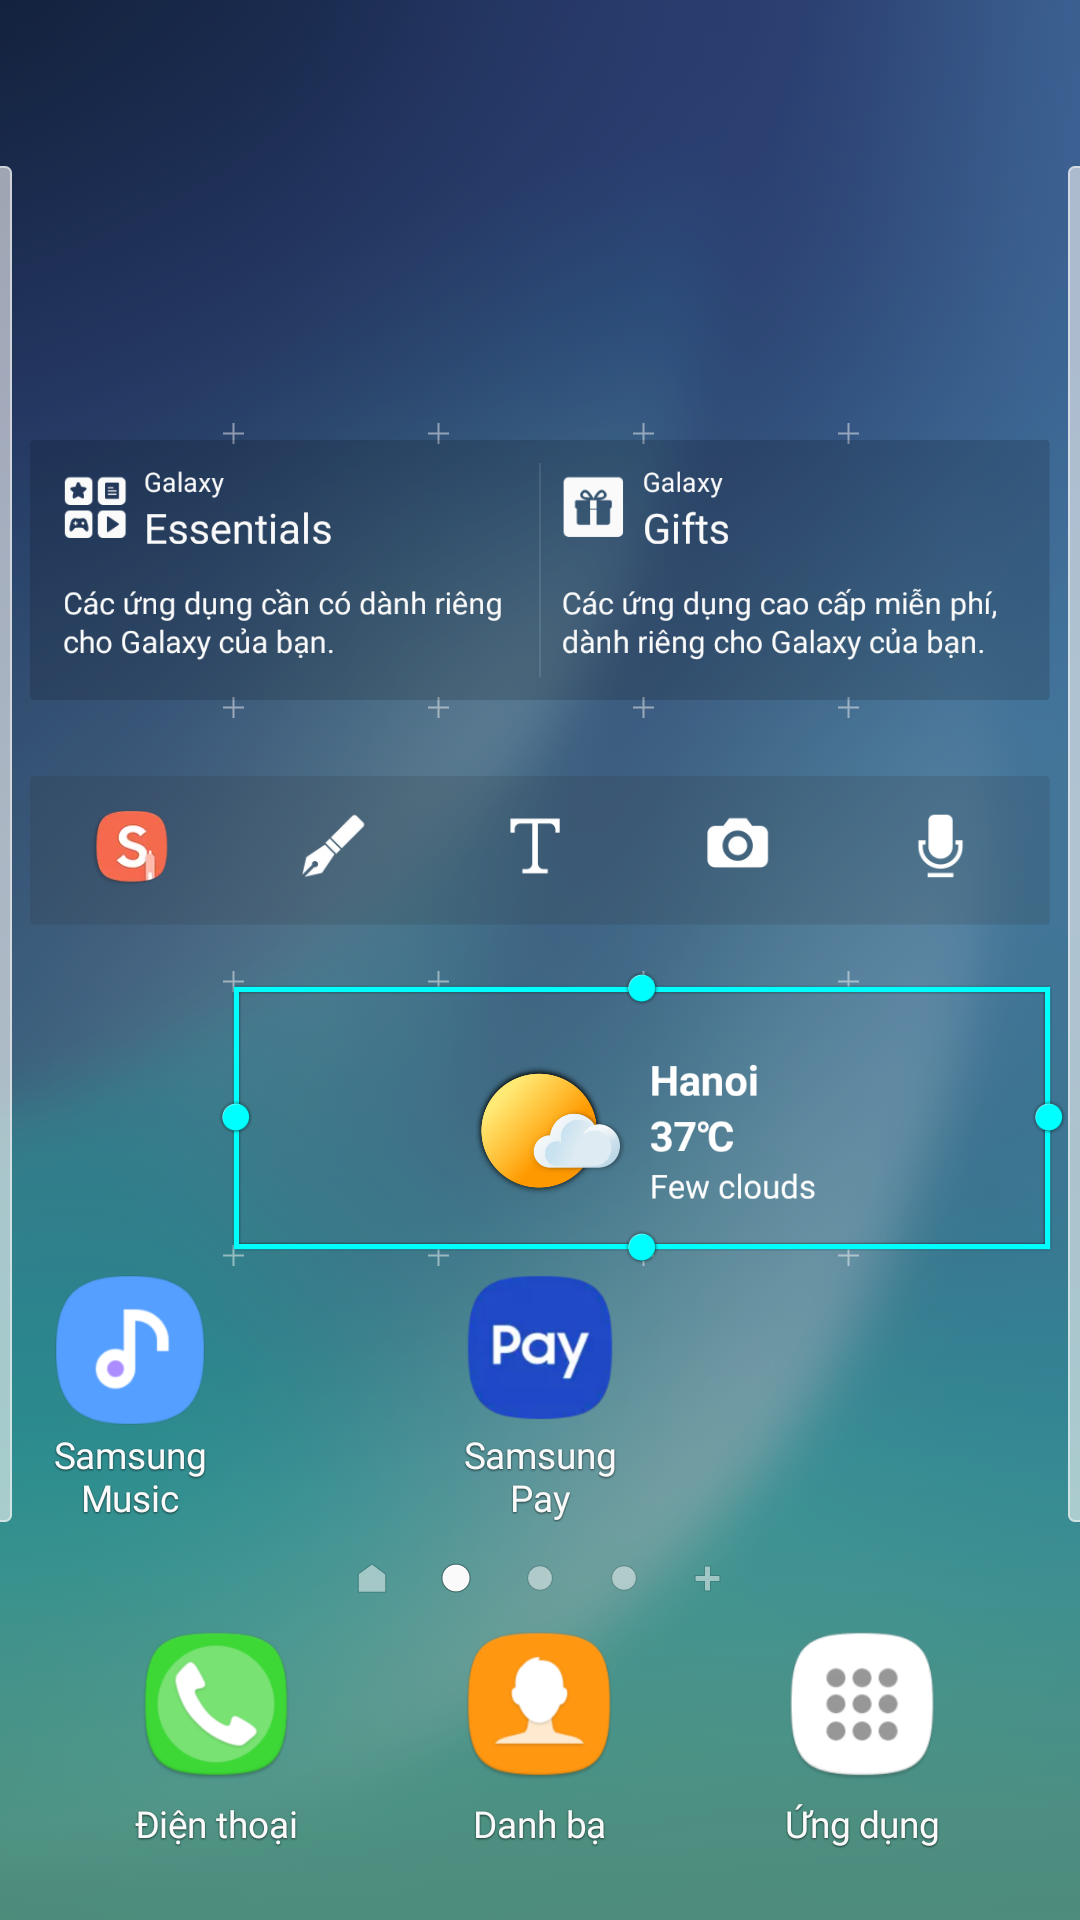 Galaxy
Essentials
Các ứng dụng cần có dành riêng
cho Galaxy của bạn.
Galaxy
Gifts
Các ứng dụng cao cấp miễn phí,
dành riêng cho Galaxy của bạn.
S
T
Hanoi
37℃
Few clouds
Samsung
Music
Pay
Samsung
Pay
Điện thoại
Danh bạ
Ứng dụng